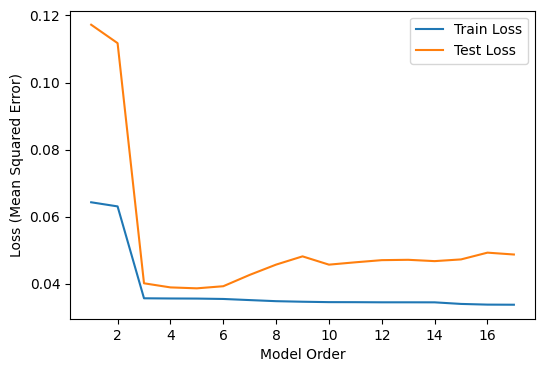 0.12
0.10
0.08
0.06
0.04
Loss (Mean Squared Error)
Train Loss
Test Loss
2 4 6 8 10 12 14 16
Model Order